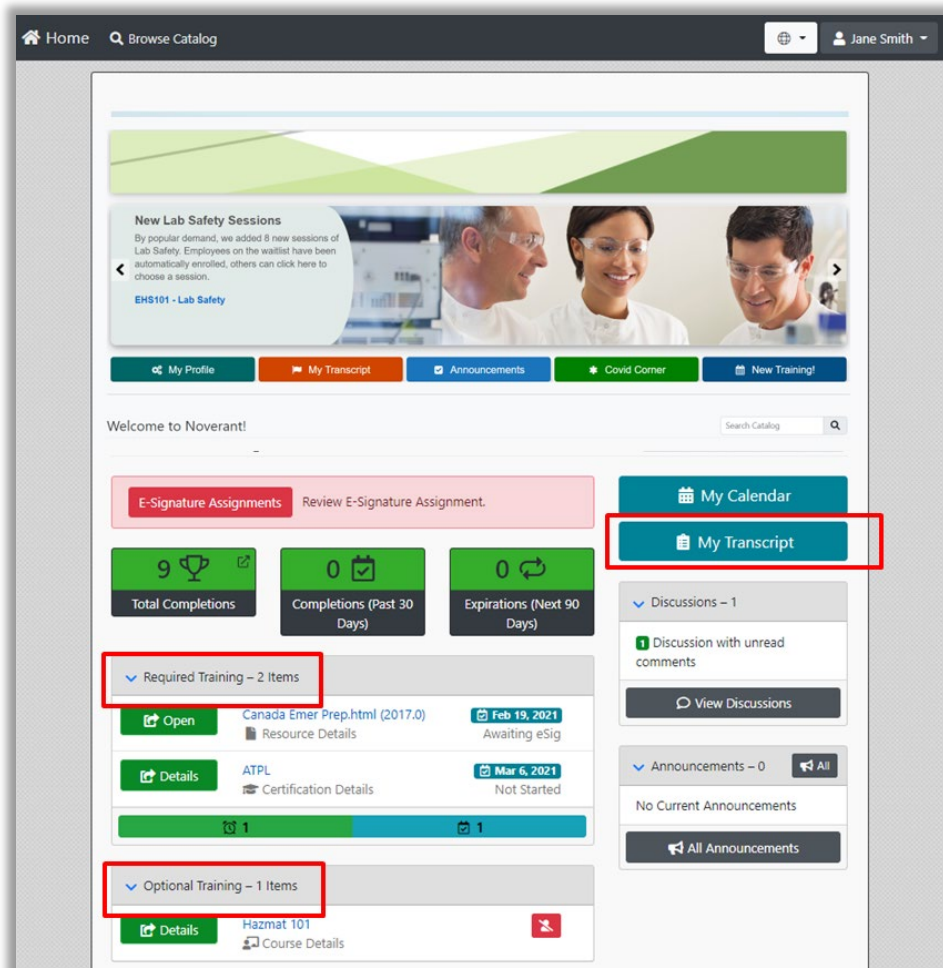 Home
Browse Catalog
Jane Smith
New Lab Safety Sessions
By popular demand, we added 8 new sessions of
Lab Safety. Employees on the waitlist have been
automatically enrolled, others can click here to
choose a session.
EHS101 - Lab Safety
My Profile
My Transcript
Announcements
Covid Corner
New Training!
Welcome to Noverant!
Search Catalog
E-Signature Assignments
Review E-Signature Assignment.
My Calendar
My Transcript
9
Total Completions
0
Completions (Past 30
Days)
0
Expirations (Next 90
Days)
Discussions – 1
1 Discussion with unread
comments
View Discussions
Required Training – 2 Items
Open
Canada Emer Prep.html (2017.0)
Resource Details
Feb 19, 2021
Awaiting eSig
Details
ATPL
Certification Details
Mar 6, 2021
Not Started
1
1
Announcements – 0
All
No Current Announcements
All Announcements
Optional Training – 1 Items
Details
Hazmat 101
Course Details